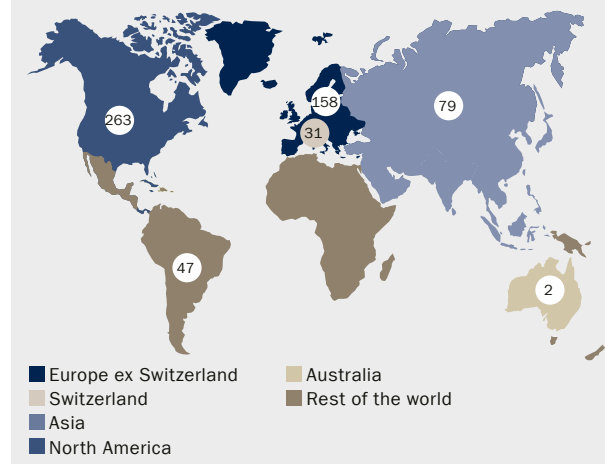 263
158
79
31
47
2
Europe ex Switzerland
Switzerland
Asia
North America
Australia
Rest of the world